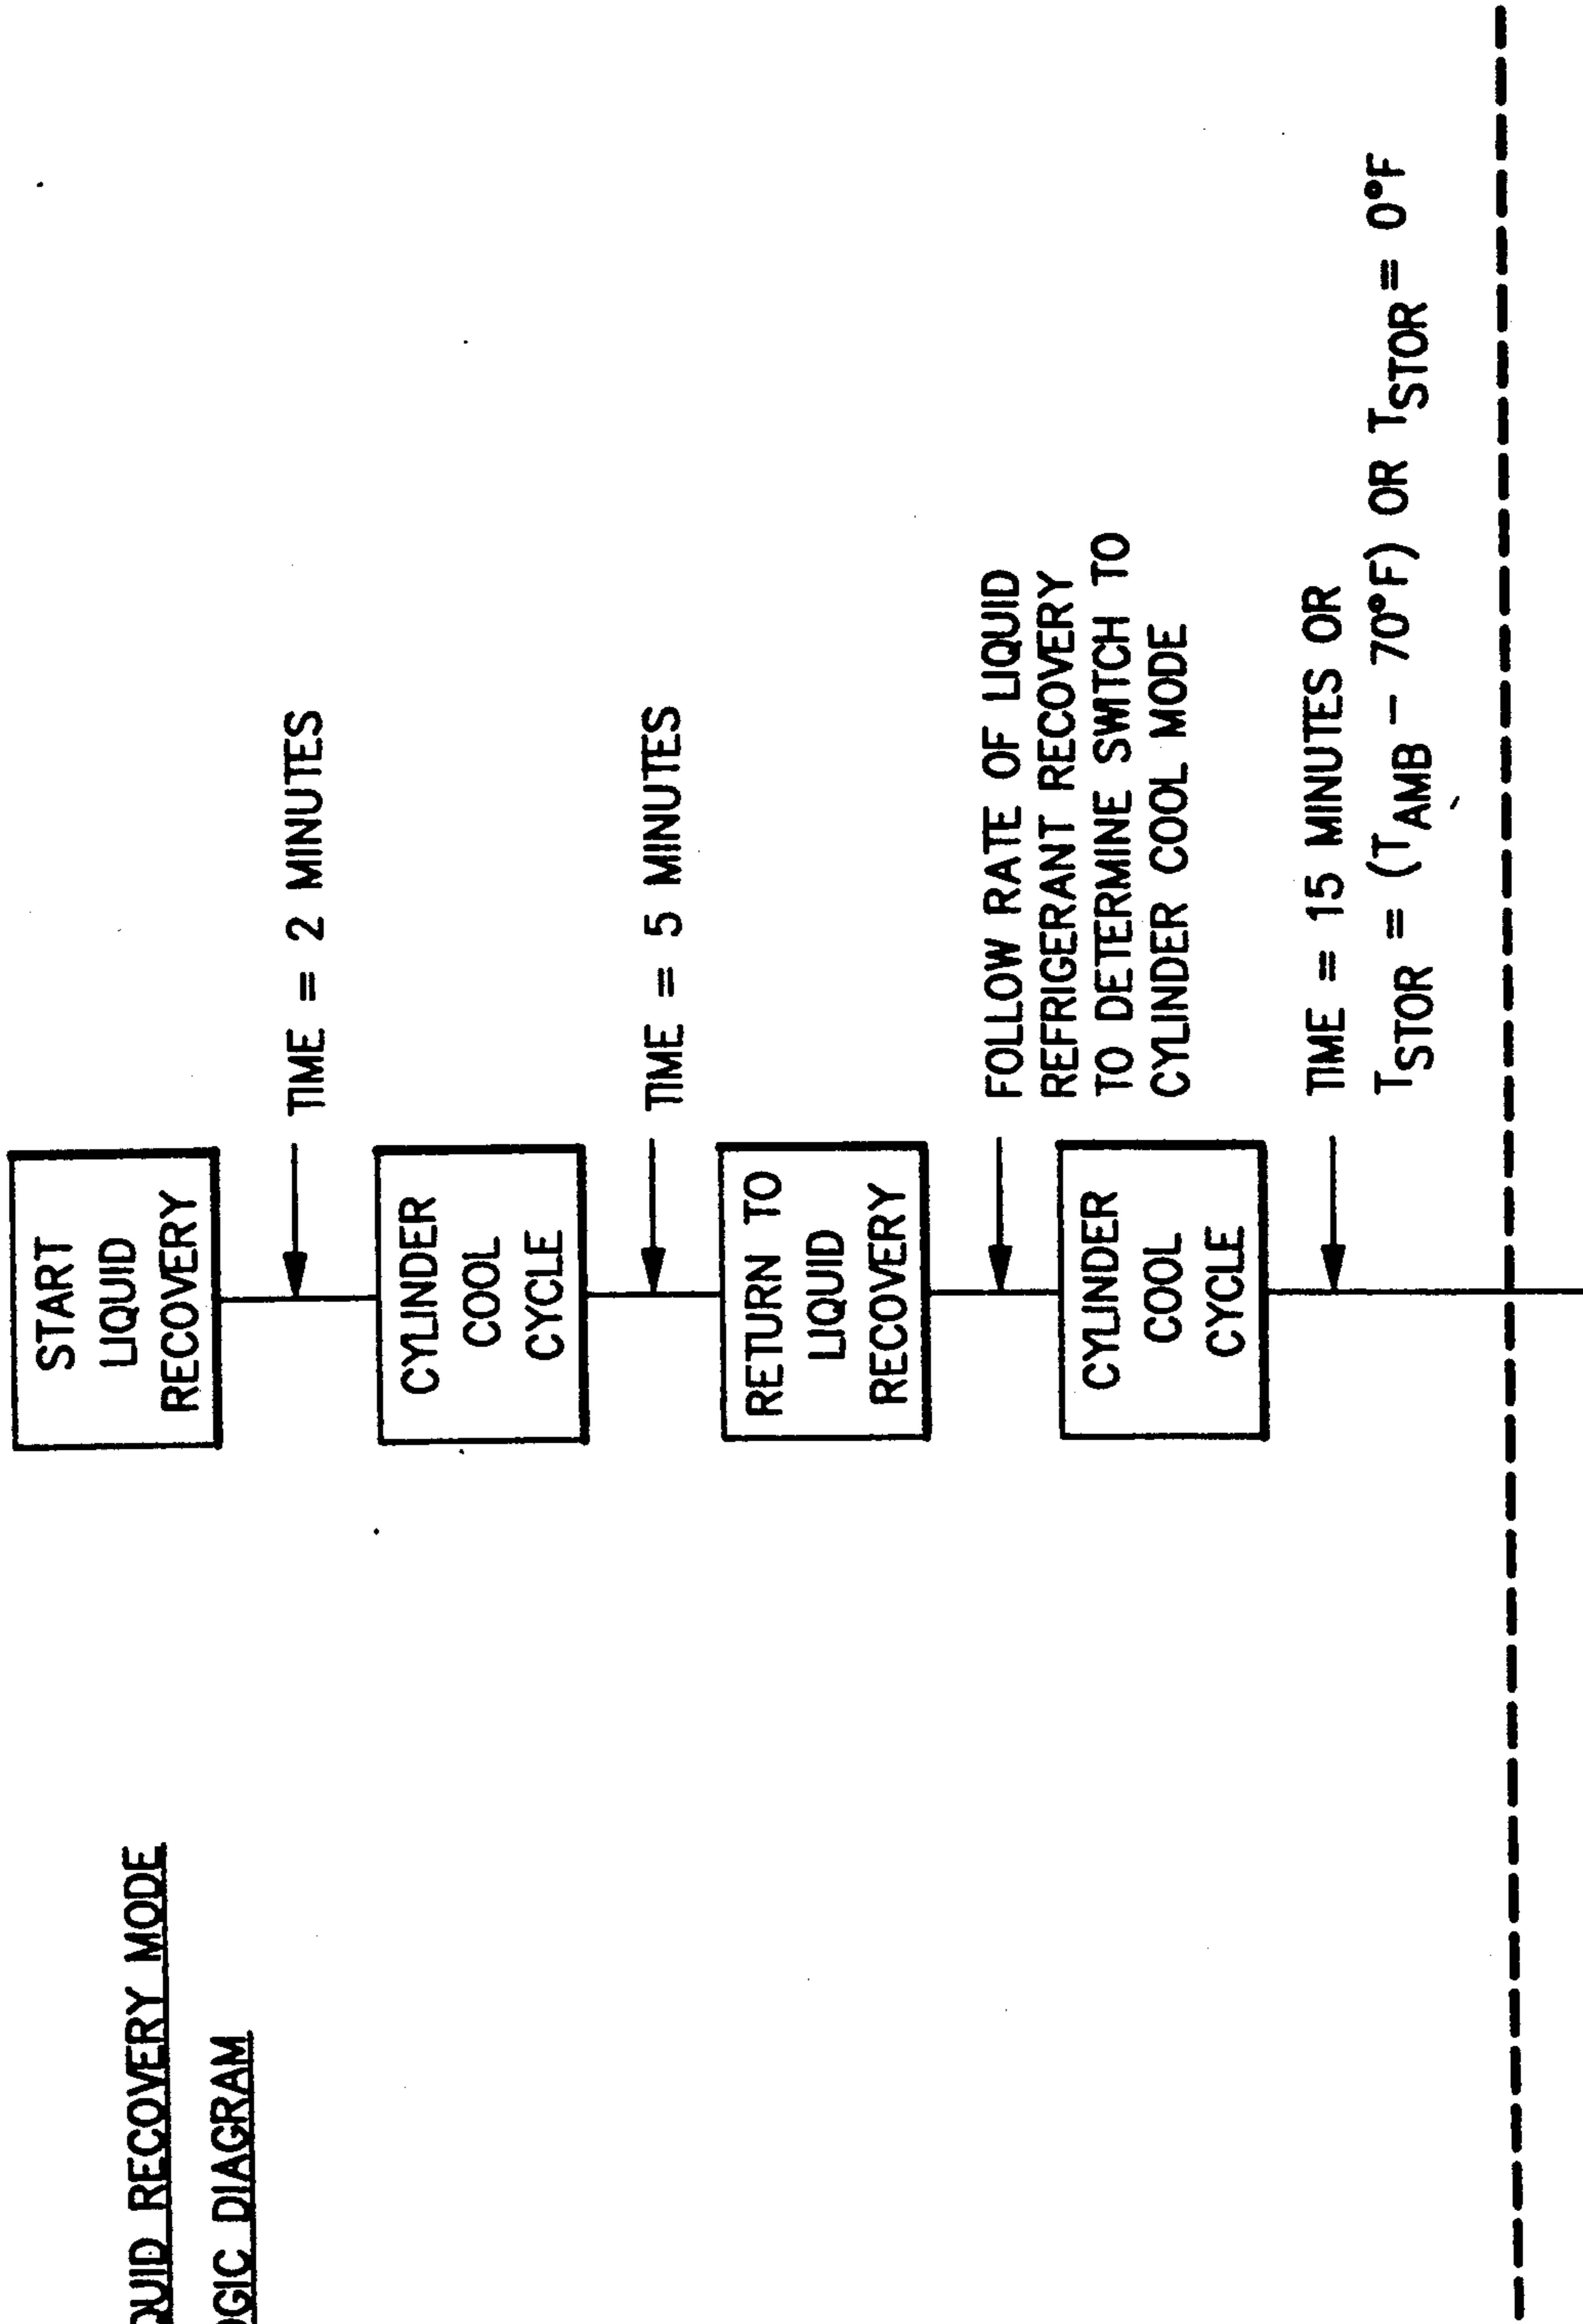 QUID RECOVERY MODE
OGIC DIAGRAM
START
LIQUID
RECOVERY
TIME = 2 MINUTES
CYLINDER
COOL
CYCLE
TIME = 5 MINUTES
RETURN TO
LIQUID
RECOVERY
FOLLOW RATE OF LIQUID
REFRIGERANT RECOVERY
TO DETERMINE SWITCH TO
CYLINDER COOL MODE
CYLINDER
COOL
CYCLE
TIME = 15 MINUTES OR
TSTOR = (TAMB - 70°F) OR TSTOR = 0°F